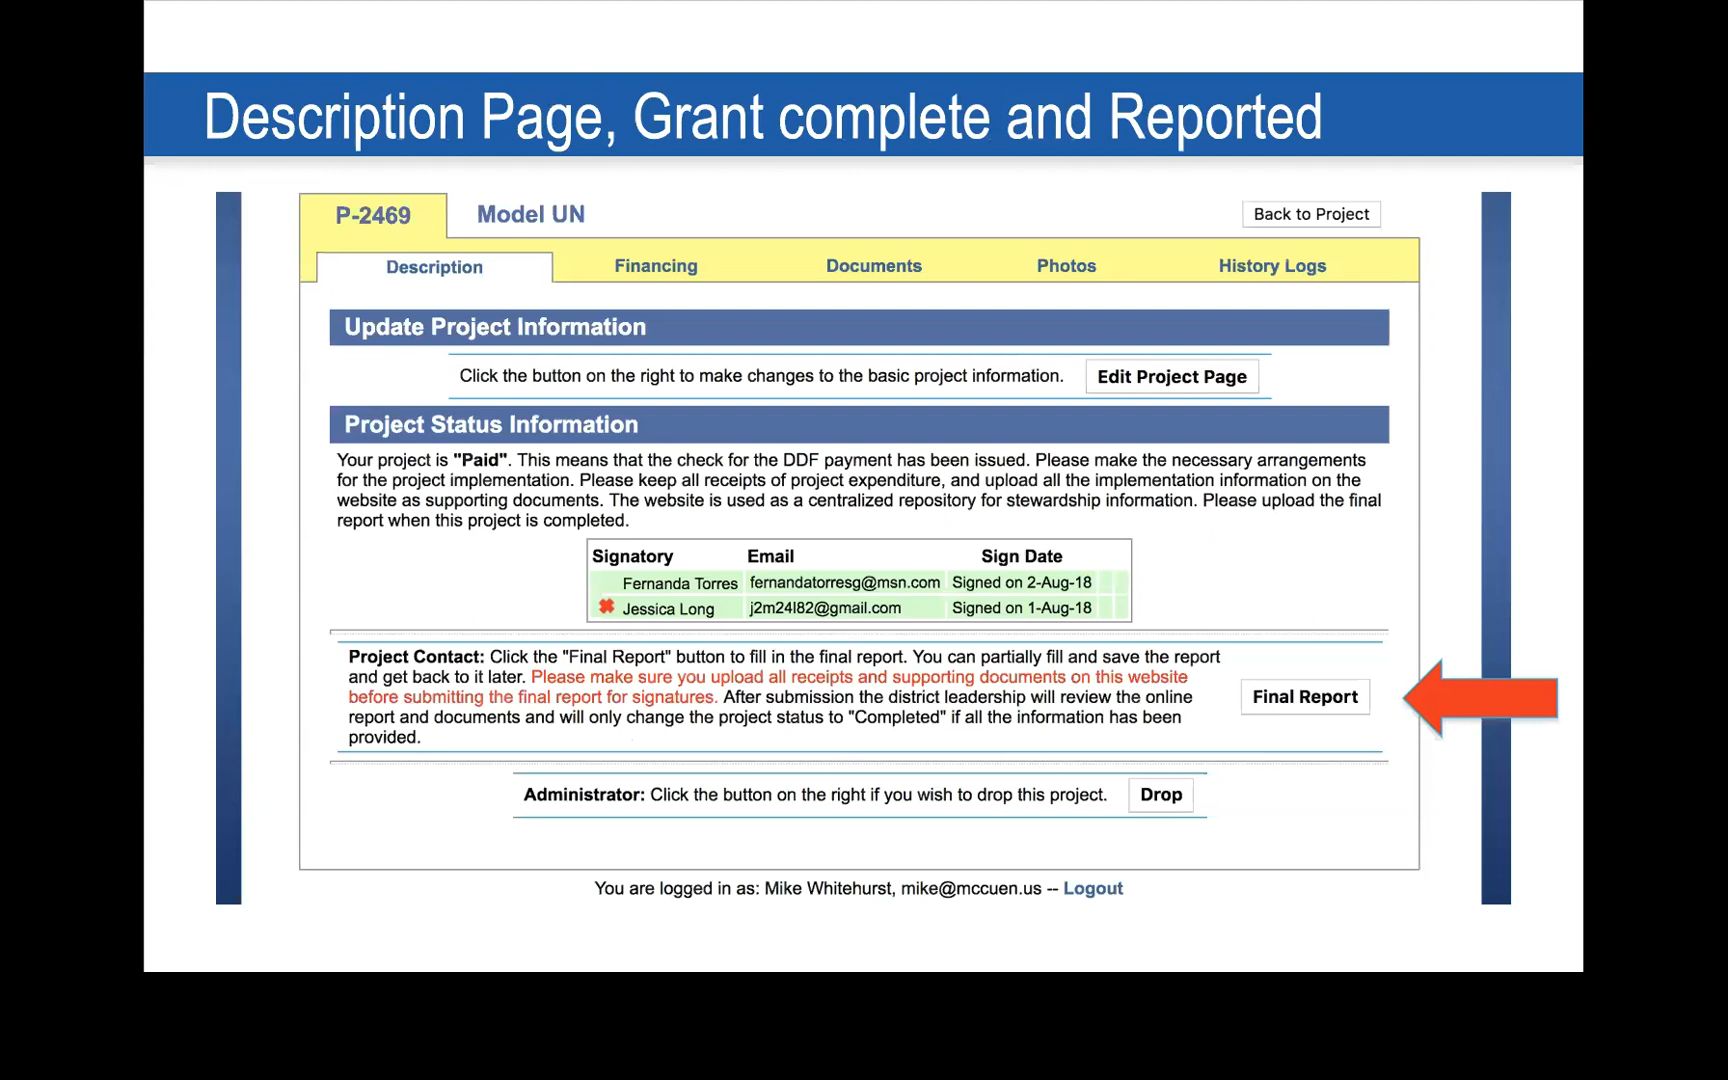 Description Page, Grant complete and Reported
P-2469
Model UN
Back to Project
Description
Financing
Documents
Photos
History Logs
Update Project Information
Click the button on the right to make changes to the basic project information.
Edit Project Page
Project Status Information
Your project is "Paid". This means that the check for the DDF payment has been issued. Please make the necessary arrangements
for the project implementation. Please keep all receipts of project expenditure, and upload all the implementation information on the
website as supporting documents. The website is used as a centralized repository for stewardship information. Please upload the final
report when this project is completed.
Signatory Email Sign Date
Fernanda Torres fernandatorresg@msn.com Signed on 2-Aug-18
Jessica Long j2m24l82@gmail.com Signed on 1-Aug-18
Project Contact: Click the "Final Report" button to fill in the final report. You can partially fill and save the report
and get back to it later. Please make sure you upload all receipts and supporting documents on this website
before submitting the final report for signatures. After submission the district leadership will review the online
report and documents and will only change the project status to "Completed" if all the information has been
provided.
Final Report
Administrator: Click the button on the right if you wish to drop this project.
Drop
You are logged in as: Mike Whitehurst, mike@mccuen.us -- Logout